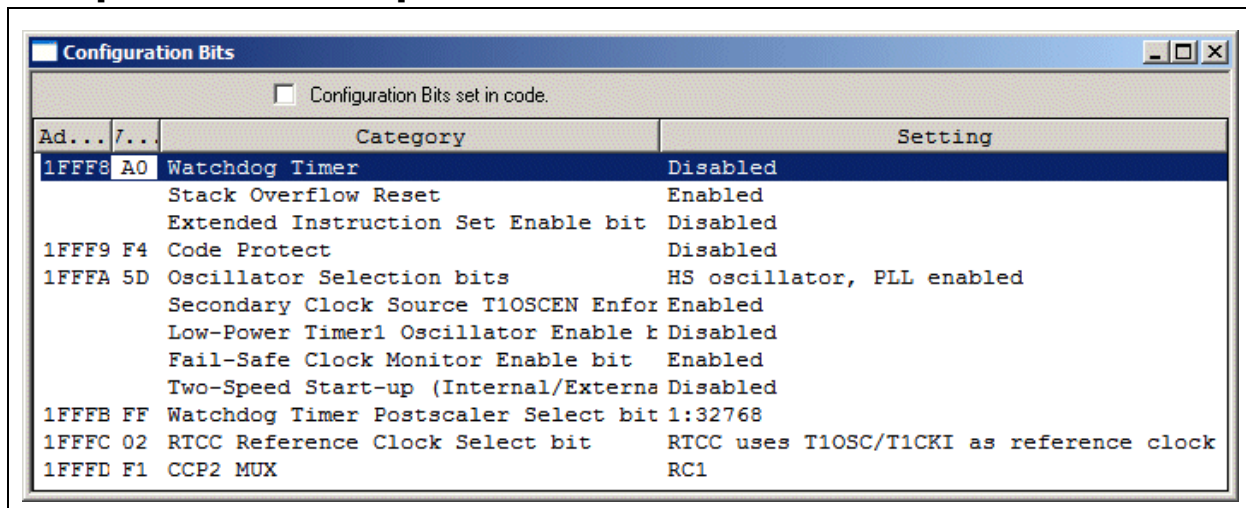 Configuration Bits
Configuration Bits set in code.
Ad... Category Setting
1FFF8 A0 Watchdog Timer Disabled
Stack Overflow Reset Enabled
Extended Instruction Set Enable bit Disabled
1FFF9 F4 Code Protect Disabled
1FFFA 5D Oscillator Selection bits HS oscillator, PLL enabled
Secondary Clock Source T1OSCEN Enfor Enabled
Low-Power Timer1 Oscillator Enable Disabled
Fail-Safe Clock Monitor Enable bit Enabled
Two-Speed Start-up (Internal/Externa Disabled
1FFFB FF Watchdog Timer Postscaler Select bit 1:32768
1FFFC 02 RTCC Reference Clock Select bit RTCC uses T1OSC/T1CKI as reference clock
1FFFD F1 CCP2 MUX RC1